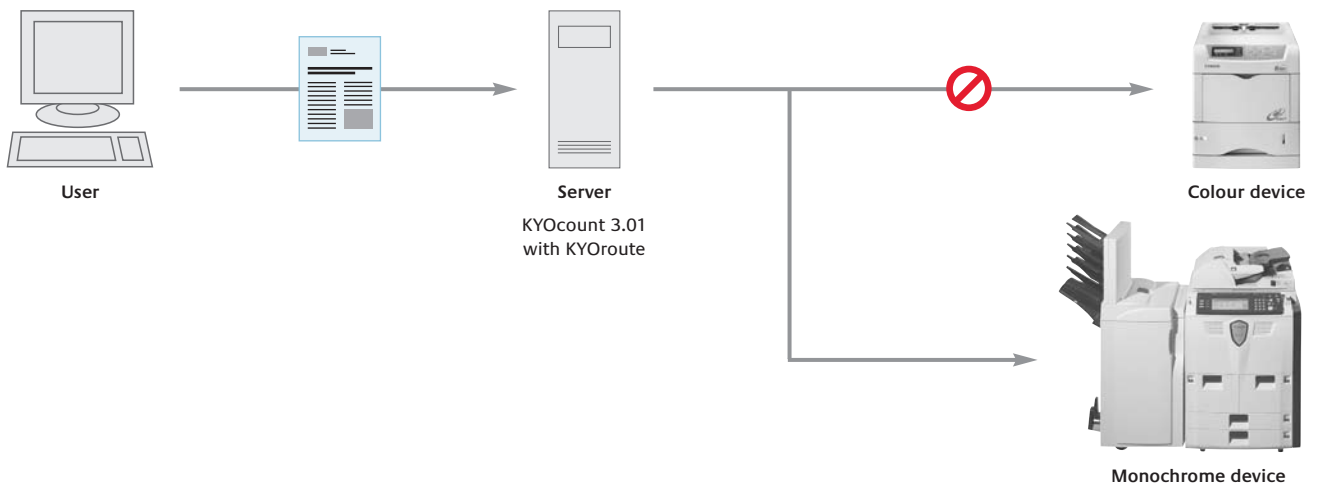 User
Server
KYOcount 3.01
with KYOroute
Colour device
Monochrome device